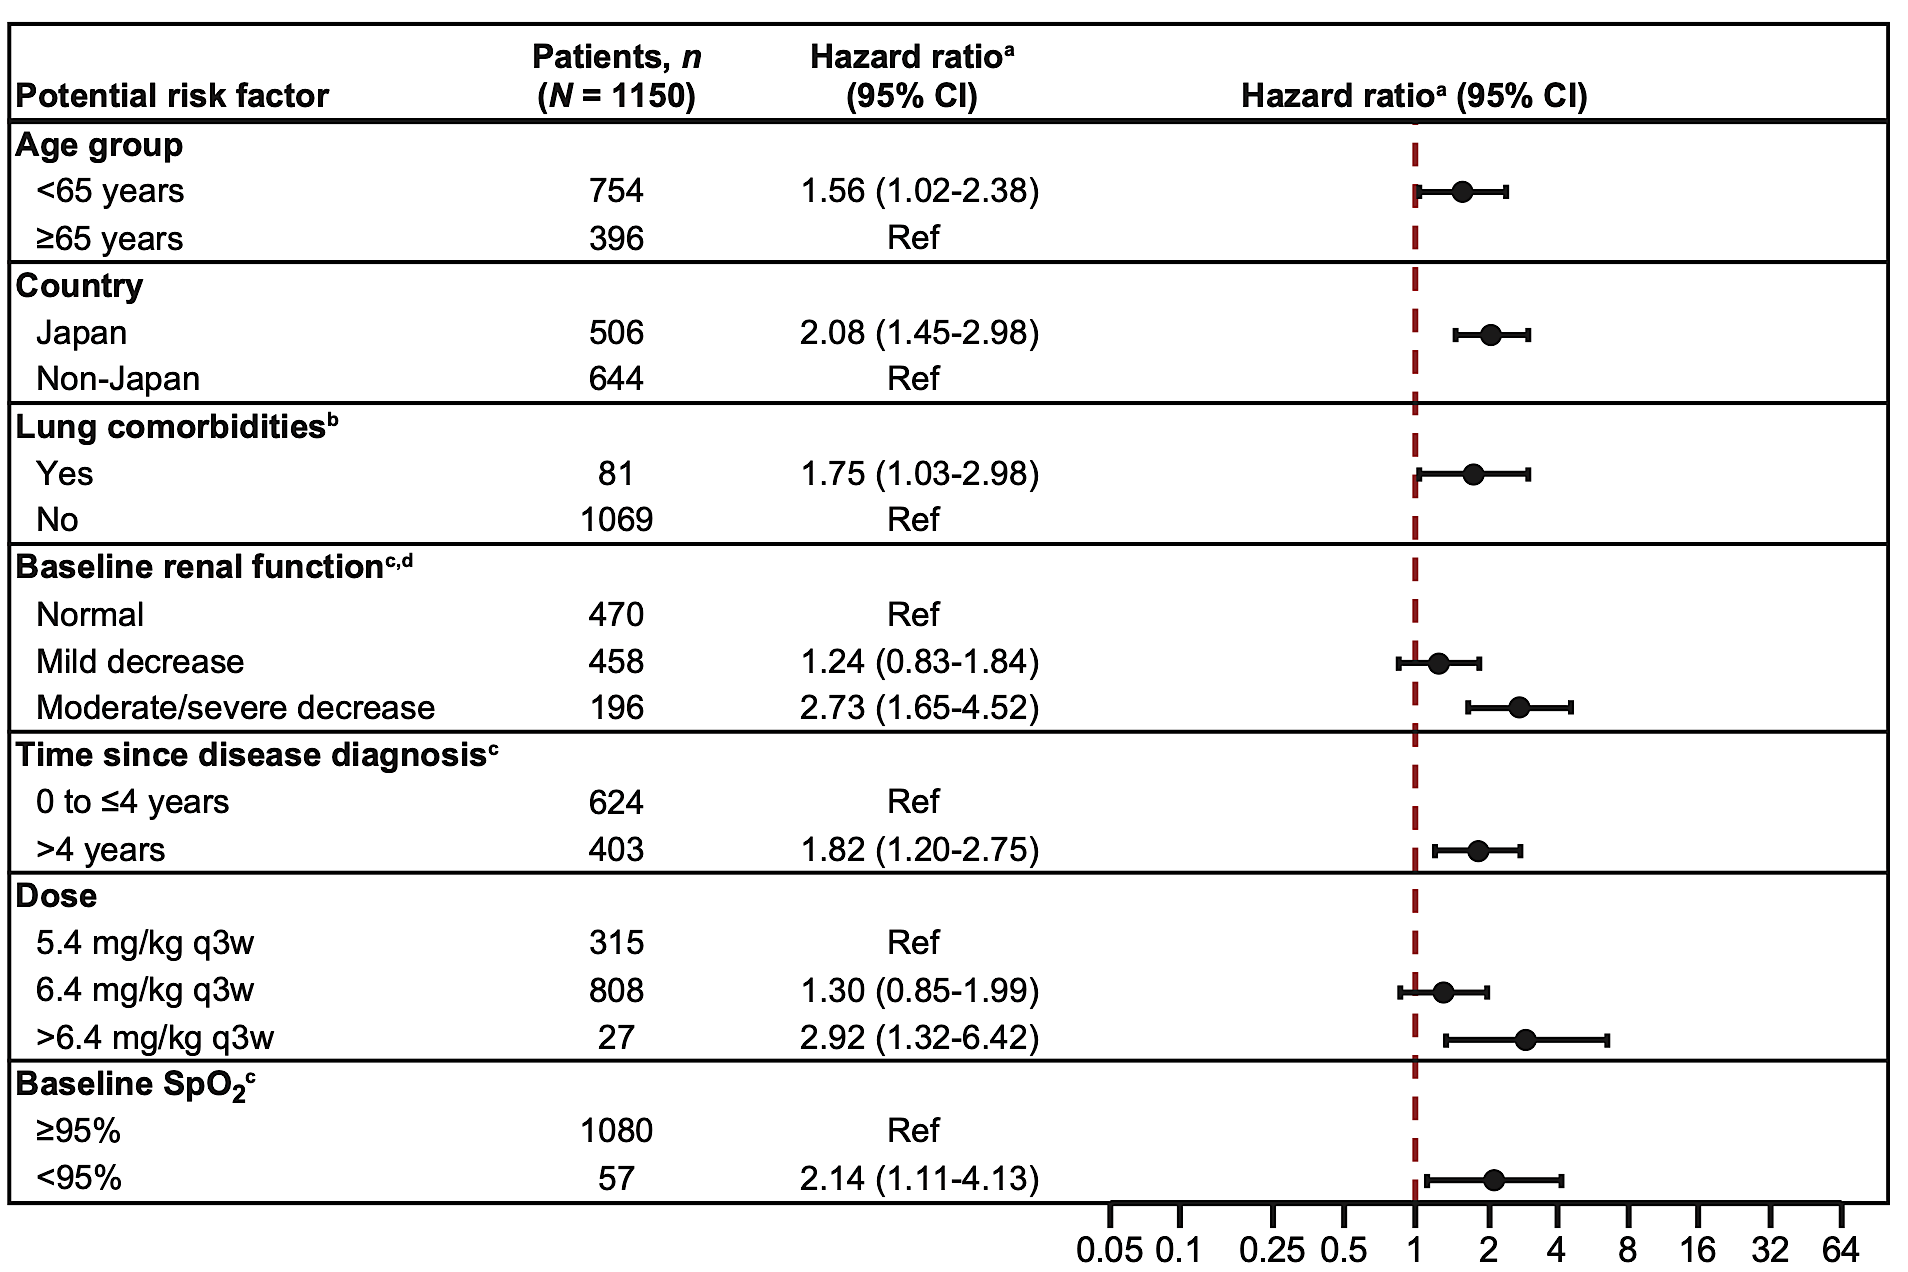 Potential risk factor Patients, n (N = 1150) Hazard ratioᵃ (95% CI) Hazard ratioᵃ (95% CI)
Age group
<65 years 754 1.56 (1.02-2.38)
≥65 years 396 Ref
Country
Japan 506 2.08 (1.45-2.98)
Non-Japan 644 Ref
Lung comorbiditiesᵇ
Yes 81 1.75 (1.03-2.98)
No 1069 Ref
Baseline renal functionᶜ,ᵈ
Normal 470 Ref
Mild decrease 458 1.24 (0.83-1.84)
Moderate/severe decrease 196 2.73 (1.65-4.52)
Time since disease diagnosisᶜ
0 to ≤4 years 624 Ref
>4 years 403 1.82 (1.20-2.75)
Dose
5.4 mg/kg q3w 315 Ref
6.4 mg/kg q3w 808 1.30 (0.85-1.99)
>6.4 mg/kg q3w 27 2.92 (1.32-6.42)
Baseline SpO₂ᶜ
≥95% 1080 Ref
<95% 57 2.14 (1.11-4.13)
0.05 0.1 0.25 0.5 1 2 4 8 16 32 64